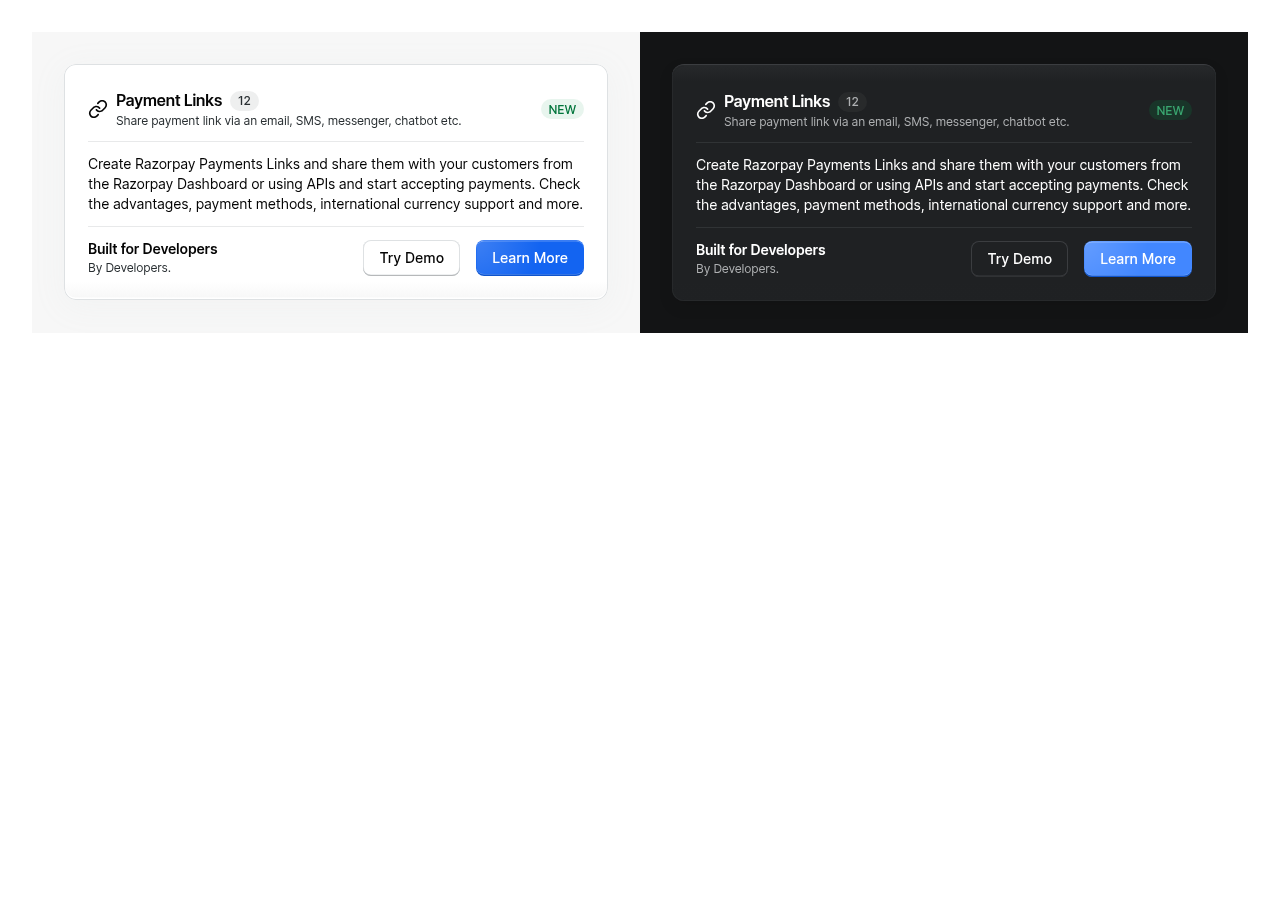 Payment Links 12
Share payment link via an email, SMS, messenger, chatbot etc.
NEW
Create Razorpay Payments Links and share them with your customers from
the Razorpay Dashboard or using APIs and start accepting payments. Check
the advantages, payment methods, international currency support and more.
Built for Developers
By Developers.
Try Demo
Learn More
Payment Links 12
Share payment link via an email, SMS, messenger, chatbot etc.
NEW
Create Razorpay Payments Links and share them with your customers from
the Razorpay Dashboard or using APIs and start accepting payments. Check
the advantages, payment methods, international currency support and more.
Built for Developers
By Developers.
Try Demo
Learn More